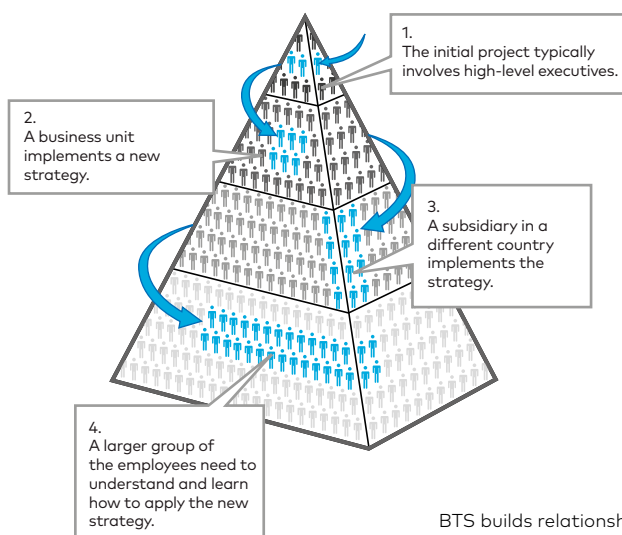 1.
The initial project typically
involves high-level executives.
2.
A business unit
implements a new
strategy.
3.
A subsidiary in a
different country
implements the
strategy.
4.
A larger group of
the employees need to
understand and learn
how to apply the new
strategy.
BTS builds relationsh